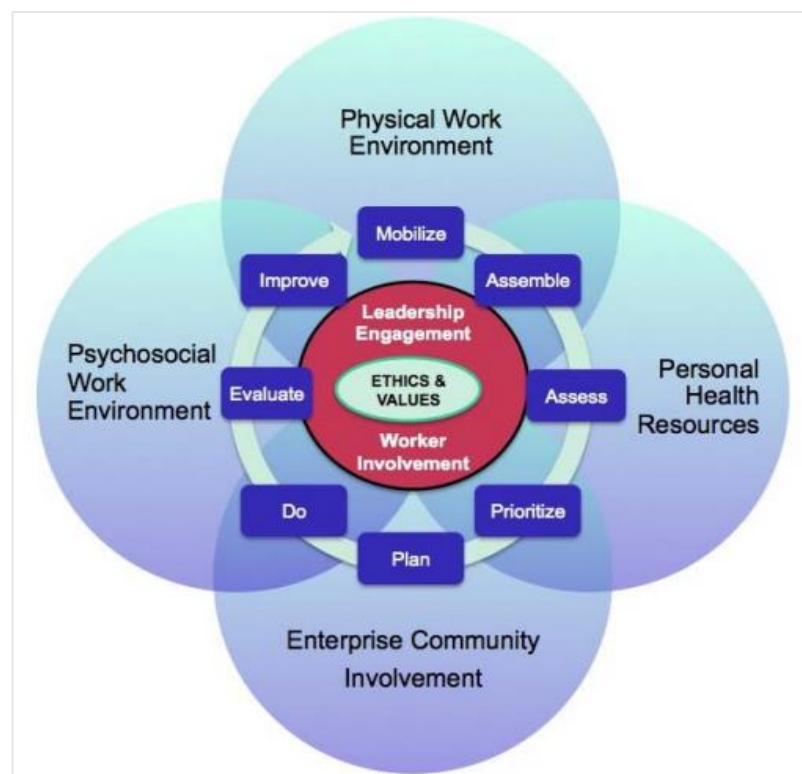 Physical Work
Environment
Mobilize
Improve
Assemble
Leadership
Engagement
Psychosocial
Work
Environment
Evaluate
ETHICS &
VALUES
Assess
Personal
Health
Resources
Worker
Involvement
Do
Prioritize
Plan
Enterprise Community
Involvement